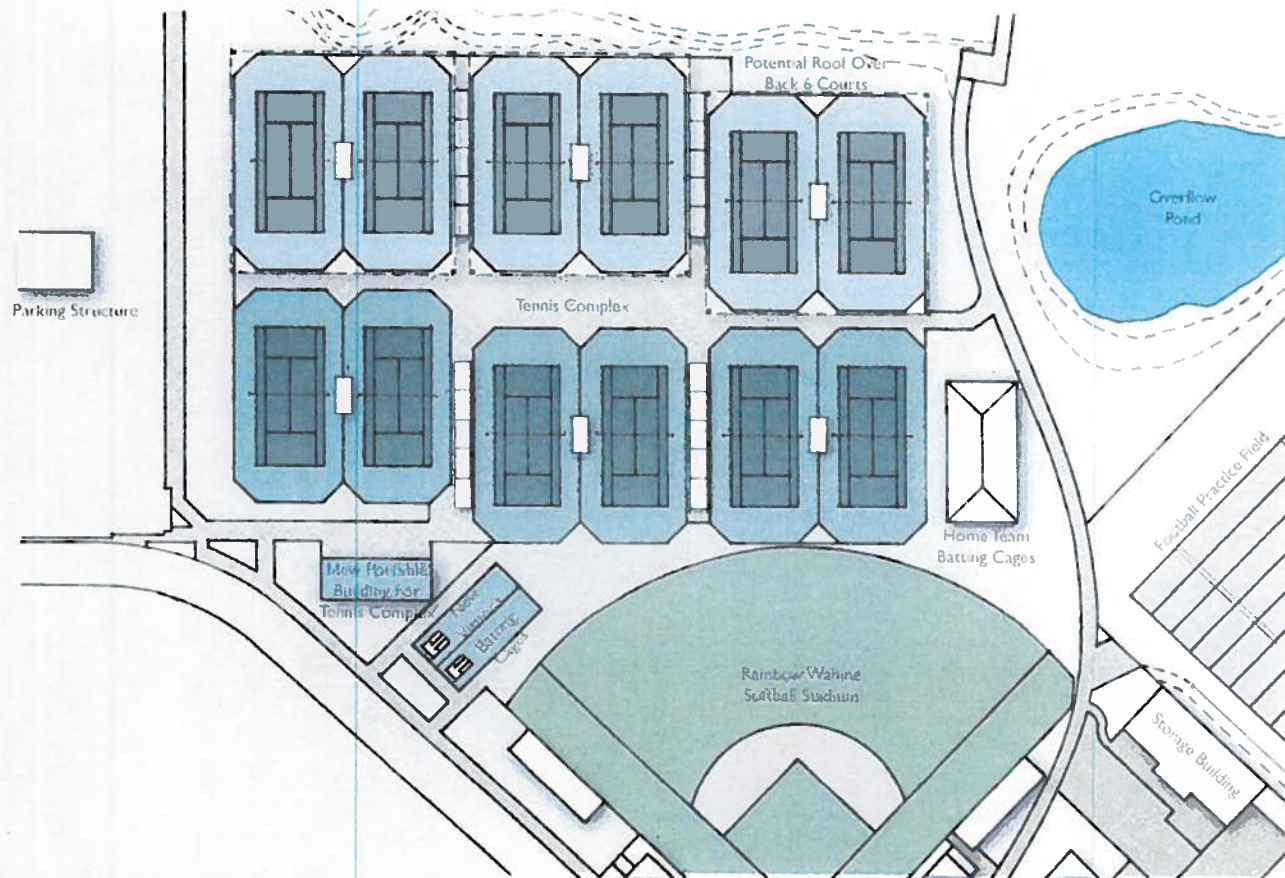 Potential Roof Over
Back 6 Courts
Overflow
Pond
Parking Structure
Tennis Complex
Football Practice Field
Home Team
Batting Cages
New Portable
Building for
Tennis Complex
New
Batting
Cages
Rainbow Wahine
Softball Stadium
Storage Building